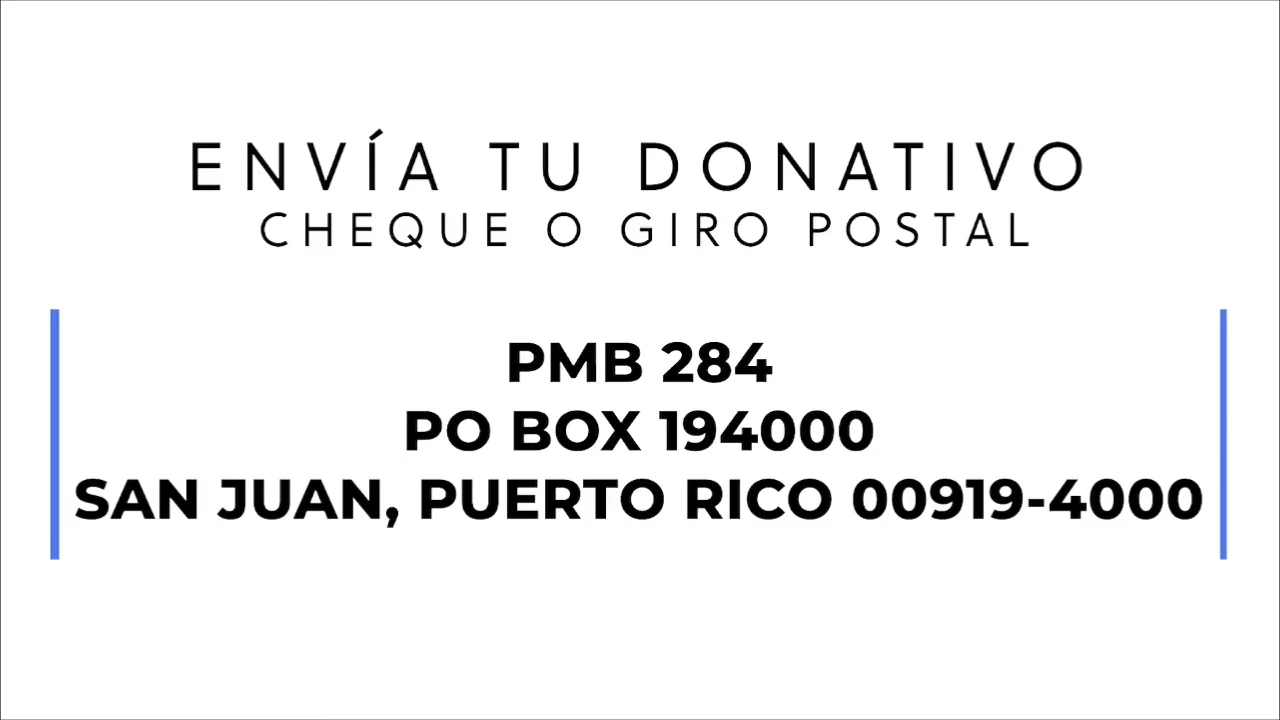 ENVÍA TU DONATIVO
CHEQUE O GIRO POSTAL
PMB 284
PO BOX 194000
SAN JUAN, PUERTO RICO 00919-4000